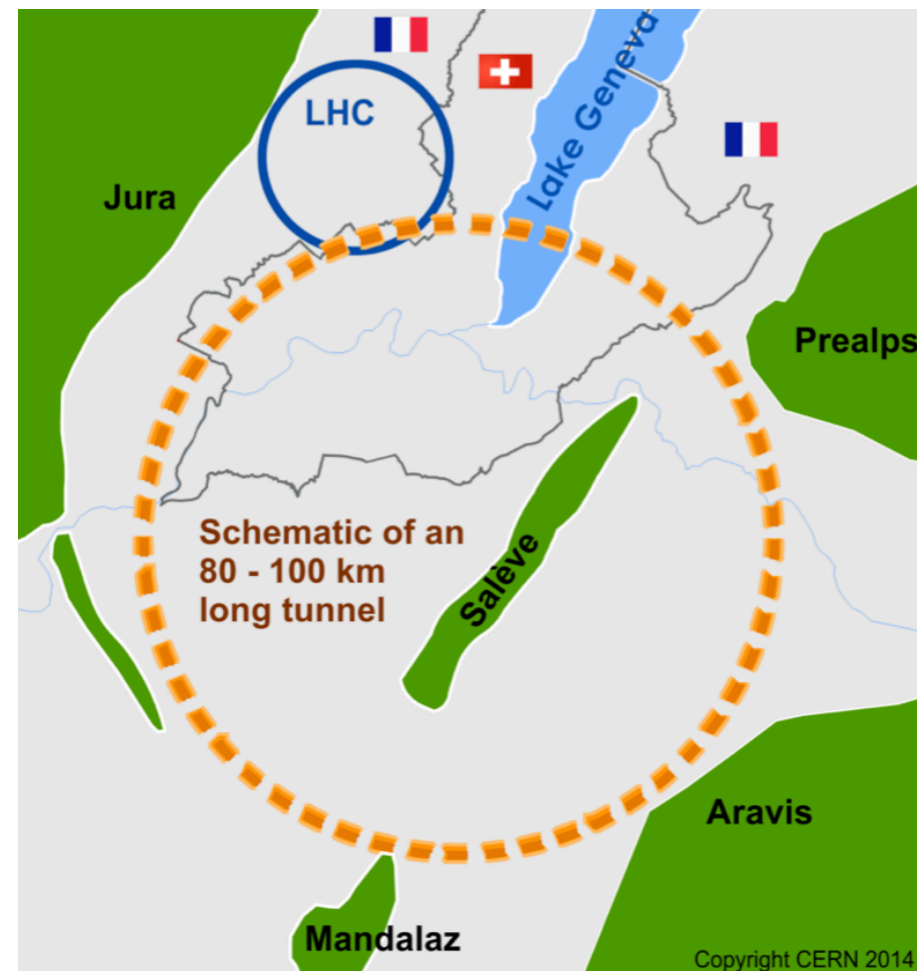 LHC
Lake Geneva
Jura
Prealps
Schematic of an
80 - 100 km
long tunnel
Salève
Aravis
Mandalaz
Copyright CERN 2014